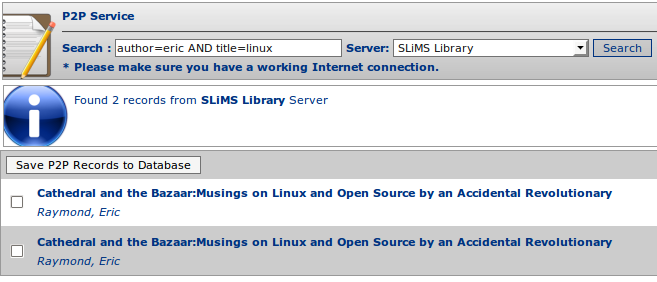 P2P Service
Search : author=eric AND title=linux Server: SLiMS Library Search
* Please make sure you have a working Internet connection.
Found 2 records from SLiMS Library Server
Save P2P Records to Database
Cathedral and the Bazaar:Musings on Linux and Open Source by an Accidental Revolutionary
Raymond, Eric
Cathedral and the Bazaar:Musings on Linux and Open Source by an Accidental Revolutionary
Raymond, Eric